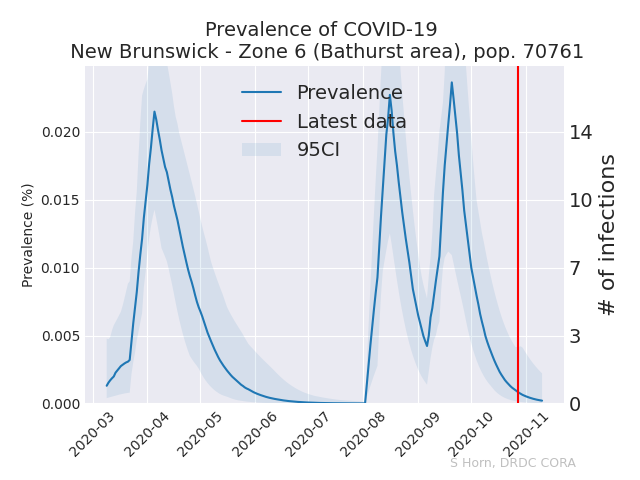 Prevalence of COVID-19
New Brunswick - Zone 6 (Bathurst area), pop. 70761
Prevalence
Latest data
95CI
Prevalence (%)
0.020
0.015
0.010
0.005
0.000
14
10
7
3
0
# of infections
2020-03
2020-04
2020-05
2020-06
2020-07
2020-08
2020-09
2020-10
2020-11
S Horn, DRDC CORA